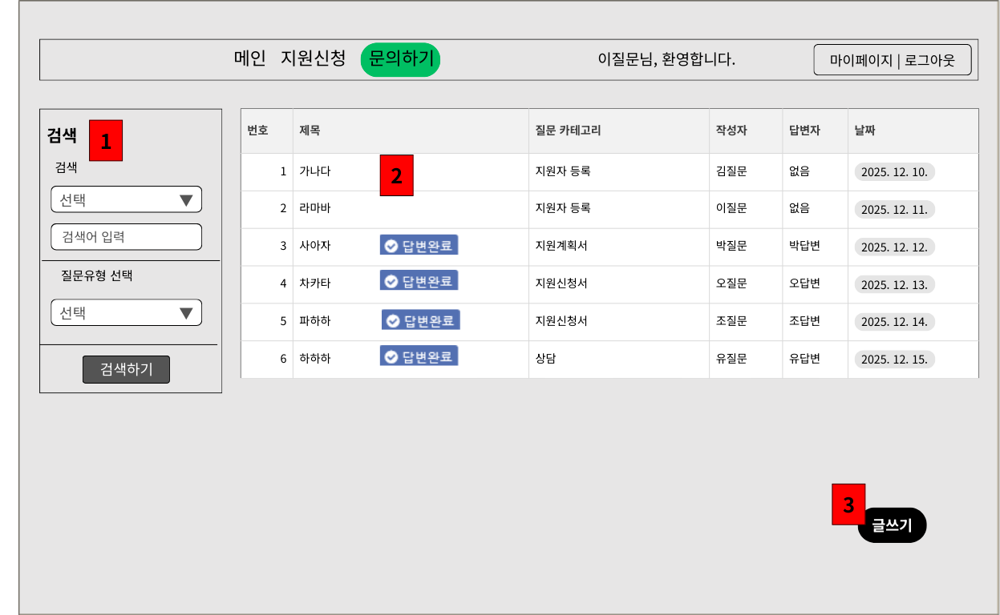 메인 지원신청 문의하기 이질문님, 환영합니다. 마이페이지 | 로그아웃
검색 1
검색
선택
검색어 입력
질문유형 선택
선택
검색하기
번호 제목 질문 카테고리 작성자 답변자 날짜
1 가나다 2 지원자 등록 김질문 없음 2025. 12. 10.
2 라마바 지원자 등록 이질문 없음 2025. 12. 11.
3 사아자 답변완료 지원계획서 박질문 박답변 2025. 12. 12.
4 차카타 답변완료 지원신청서 오질문 오답변 2025. 12. 13.
5 파하하 답변완료 지원신청서 조질문 조답변 2025. 12. 14.
6 하하하 답변완료 상담 유질문 유답변 2025. 12. 15.
3
글쓰기